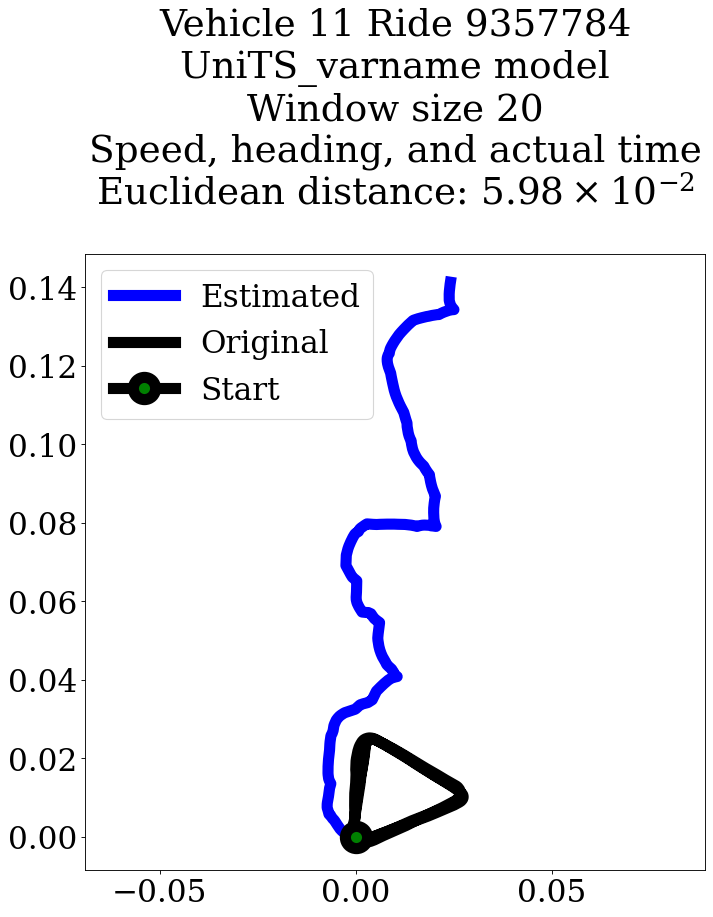 Vehicle 11 Ride 9357784
UniTS_varname model
Window size 20
Speed, heading, and actual time
Euclidean distance: 5.98 × 10⁻²
Estimated
Original
Start
0.14
0.12
0.10
0.08
0.06
0.04
0.02
0.00
−0.05 0.00 0.05